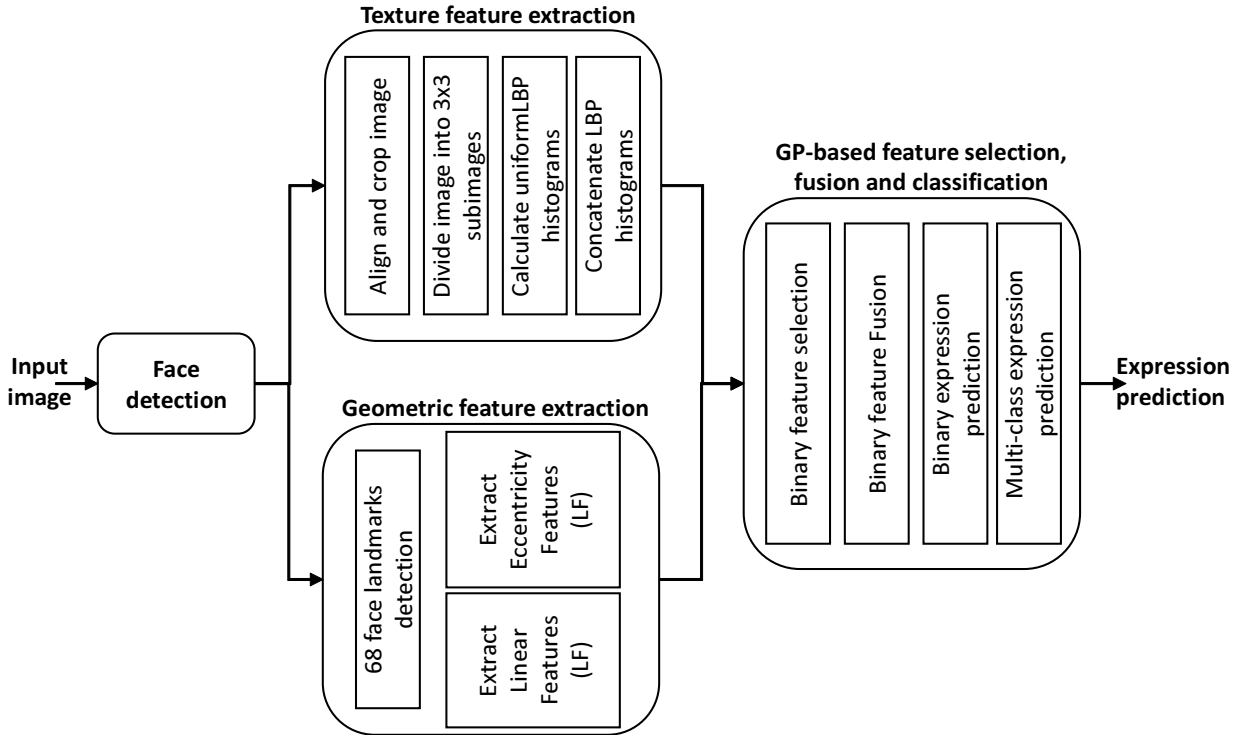 Input
image
Face
detection
Texture feature extraction
Align and crop image
Divide image into 3x3
subimages
Calculate uniformLBP
histograms
Concatenate LBP
histograms
Geometric feature extraction
68 face landmarks
detection
Extract
Eccentricity
Features
(LF)
Extract
Linear
Features
(LF)
GP-based feature selection,
fusion and classification
Binary feature selection
Binary feature Fusion
Binary expression
prediction
Multi-class expression
prediction
Expression
prediction